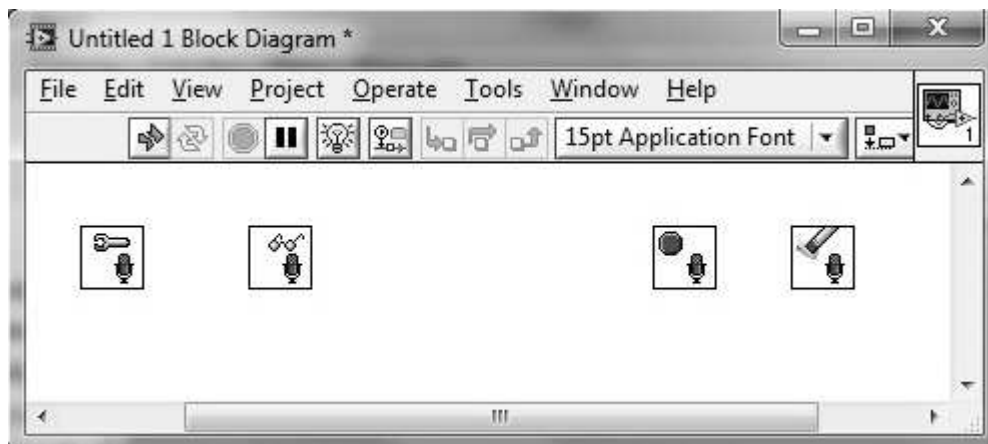 Untitled 1 Block Diagram *
File Edit View Project Operate Tools Window Help
15pt Application Font
1